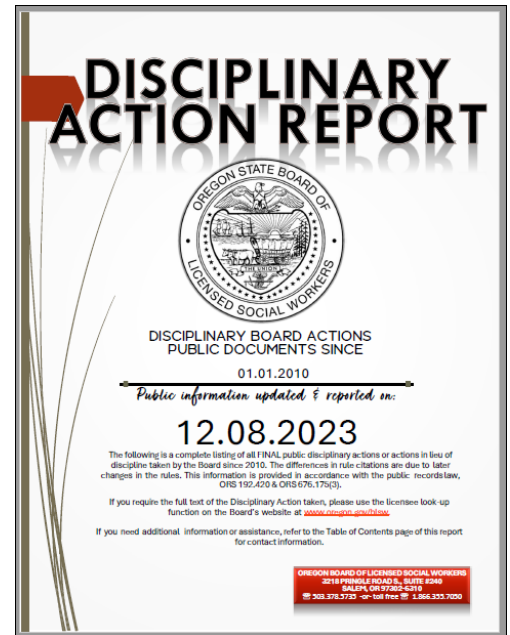 DISCIPLINARY
ACTION REPORT
OREGON STATE BOARD OF
THE UNION
LICENSED SOCIAL WORKERS
DISCIPLINARY BOARD ACTIONS
PUBLIC DOCUMENTS SINCE
01.01.2010
Public information updated & reported on:
12.08.2023
The following is a complete listing of all FINAL public disciplinary actions or actions in lieu of
discipline taken by the Board since 2010. The differences in rule citations are due to later
changes in the rules. This information is provided in accordance with the public records law,
ORS 192.420 & ORS 676.175(3).
If you require the full text of the Disciplinary Action taken, please use the licensee look-up
function on the Board's website at www.oregon.gov/blsw.
If you need additional information or assistance, refer to the Table of Contents page of this report
for contact information.
OREGON BOARD OF LICENSED SOCIAL WORKERS
3218 PRINGLE ROAD S., SUITE #240
SALEM, OR 97302-6310
☎ 503.378.5735 -or- toll free ☎ 1.866.355.7050